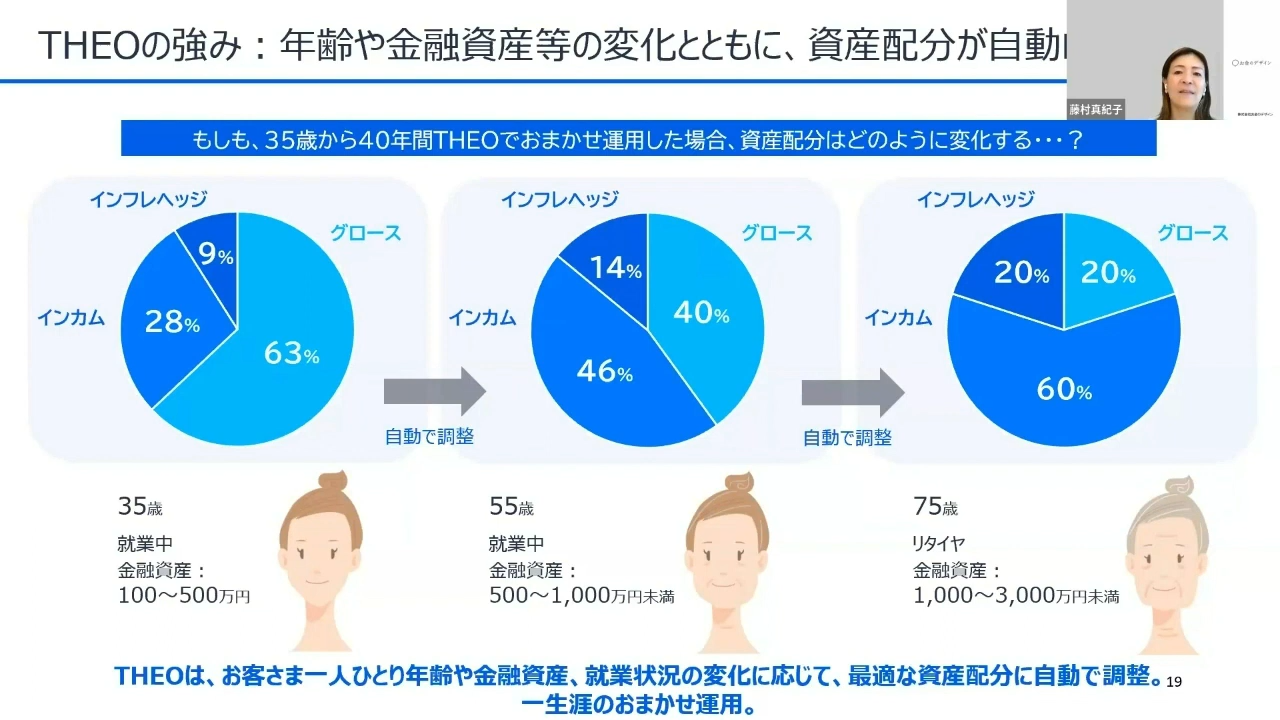 THEOの強み：年齢や金融資産等の変化とともに、資産配分が自動
藤村真紀子
お金のデザイン
もしも、35歳から40年間THEOでおまかせ運用した場合、資産配分はどのように変化する･･･？
インフレヘッジ
グロース
インカム
9%
28%
63%
自動で調整
インフレヘッジ
グロース
インカム
14%
40%
46%
自動で調整
インフレヘッジ
グロース
インカム
20%
20%
60%
35歳
就業中
金融資産：
100～500万円
55歳
就業中
金融資産：
500～1,000万円未満
75歳
リタイヤ
金融資産：
1,000～3,000万円未満
THEOは、お客さま一人ひとり年齢や金融資産、就業状況の変化に応じて、最適な資産配分に自動で調整。
一生涯のおまかせ運用。
19